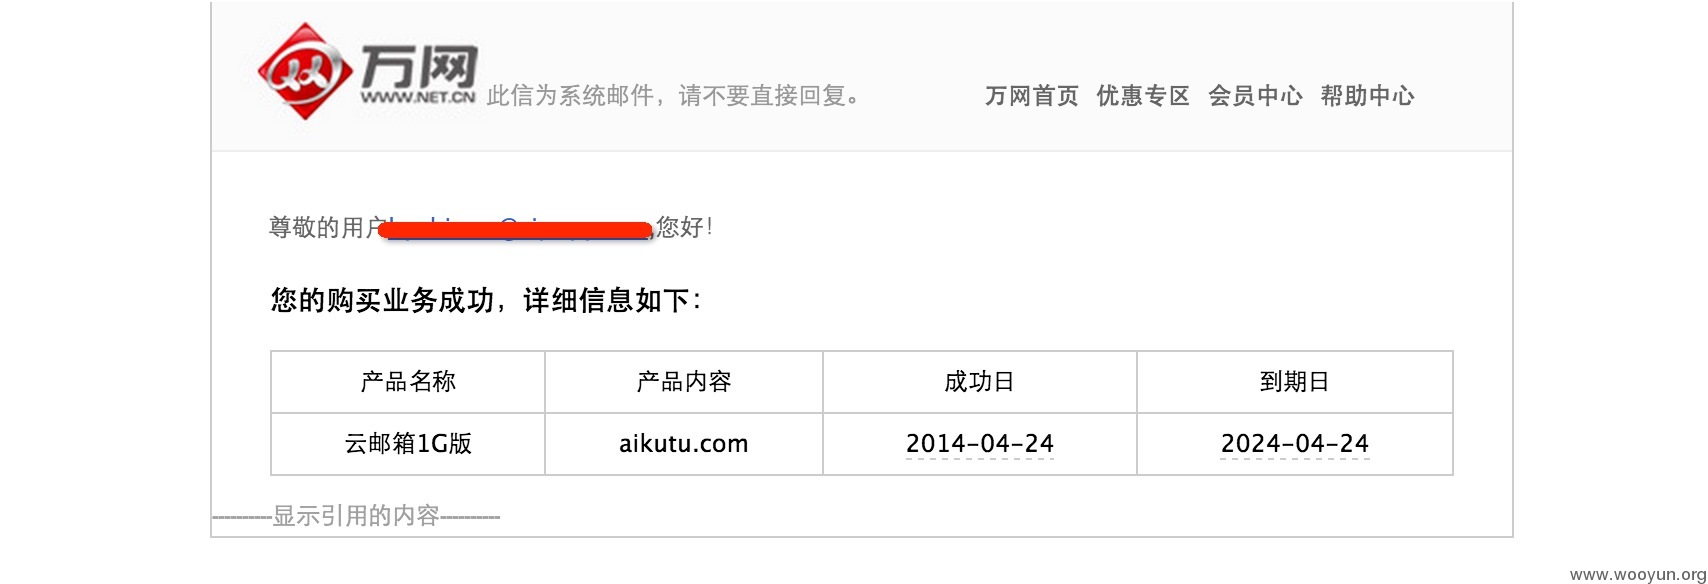 万网
WWW.NET.CN
此信为系统邮件，请不要直接回复。
万网首页 优惠专区 会员中心 帮助中心
尊敬的用户 ,您好!
您的购买业务成功，详细信息如下：
产品名称 产品内容 成功日 到期日
云邮箱1G版 aikutu.com 2014-04-24 2024-04-24
----------显示引用的内容----------
www.wooyun.org